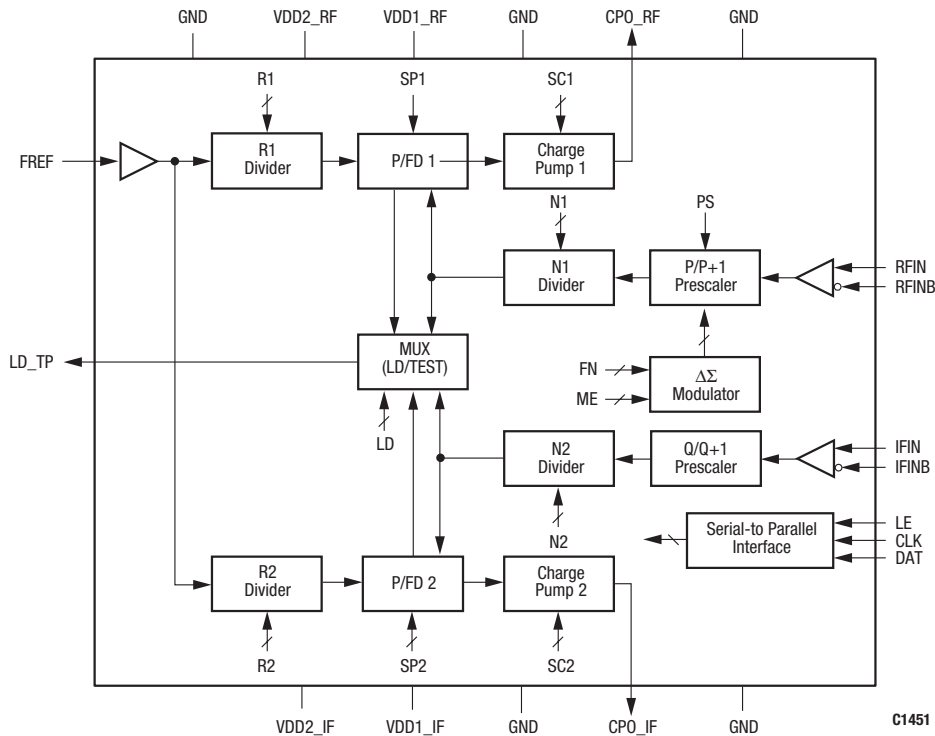 GND VDD2_RF VDD1_RF GND CPO_RF GND
R1 SP1 SC1
FREF
R1
Divider
P/FD 1
Charge
Pump 1
N1 PS
N1
Divider
P/P+1
Prescaler
RFIN
RFINB
LD_TP
MUX
(LD/TEST)
FN
ME
ΔΣ
Modulator
LD
N2
Divider
Q/Q+1
Prescaler
IFIN
IFINB
N2
Serial-to Parallel
Interface
LE
CLK
DAT
R2
Divider
P/FD 2
Charge
Pump 2
R2 SP2 SC2
VDD2_IF VDD1_IF GND CPO_IF GND
C1451